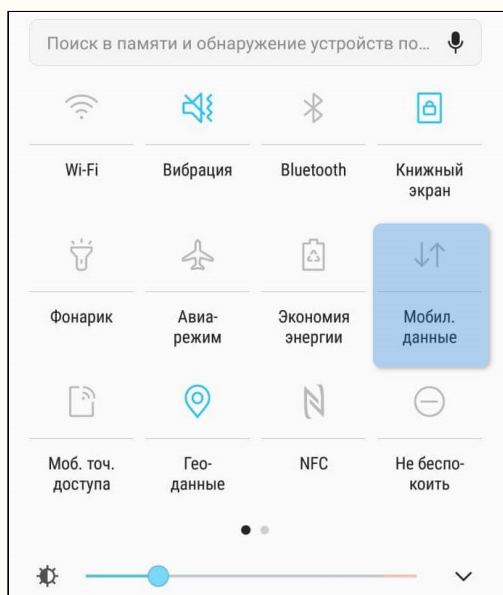 Поиск в памяти и обнаружение устройств по...
Wi-Fi
Вибрация
Bluetooth
Книжный
экран
Фонарик
Авиа-
режим
Экономия
энергии
Мобил.
данные
Моб. точ.
доступа
Гео-
данные
NFC
Не беспо-
коить